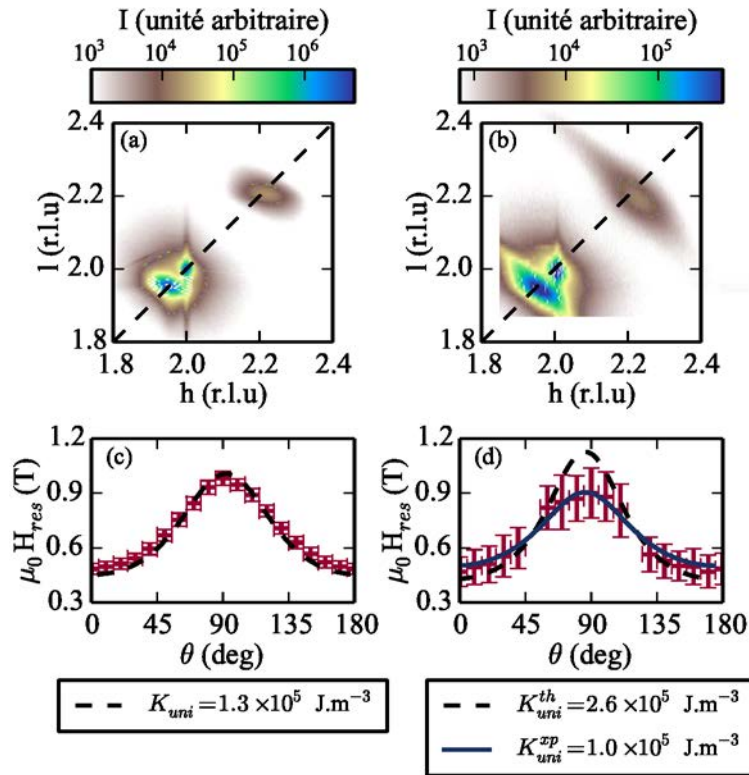 I (unité arbitraire) I (unité arbitraire)
10³ 10⁴ 10⁵ 10⁶ 10³ 10⁴ 10⁵
2.4 (a) 2.4 (b)
2.2 2.2
l (r.l.u) l (r.l.u)
2.0 2.0
1.8 1.8
1.8 2.0 2.2 2.4 1.8 2.0 2.2 2.4
h (r.l.u) h (r.l.u)
1.2 (c) 1.2 (d)
0.9 0.9
μ₀H_res (T) μ₀H_res (T)
0.6 0.6
0.3 0.3
0 45 90 135 180 0 45 90 135 180
θ (deg) θ (deg)
K_uni = 1.3 ×10⁵ J.m⁻³ K^th_uni = 2.6 ×10⁵ J.m⁻³
K^xp_uni = 1.0 ×10⁵ J.m⁻³